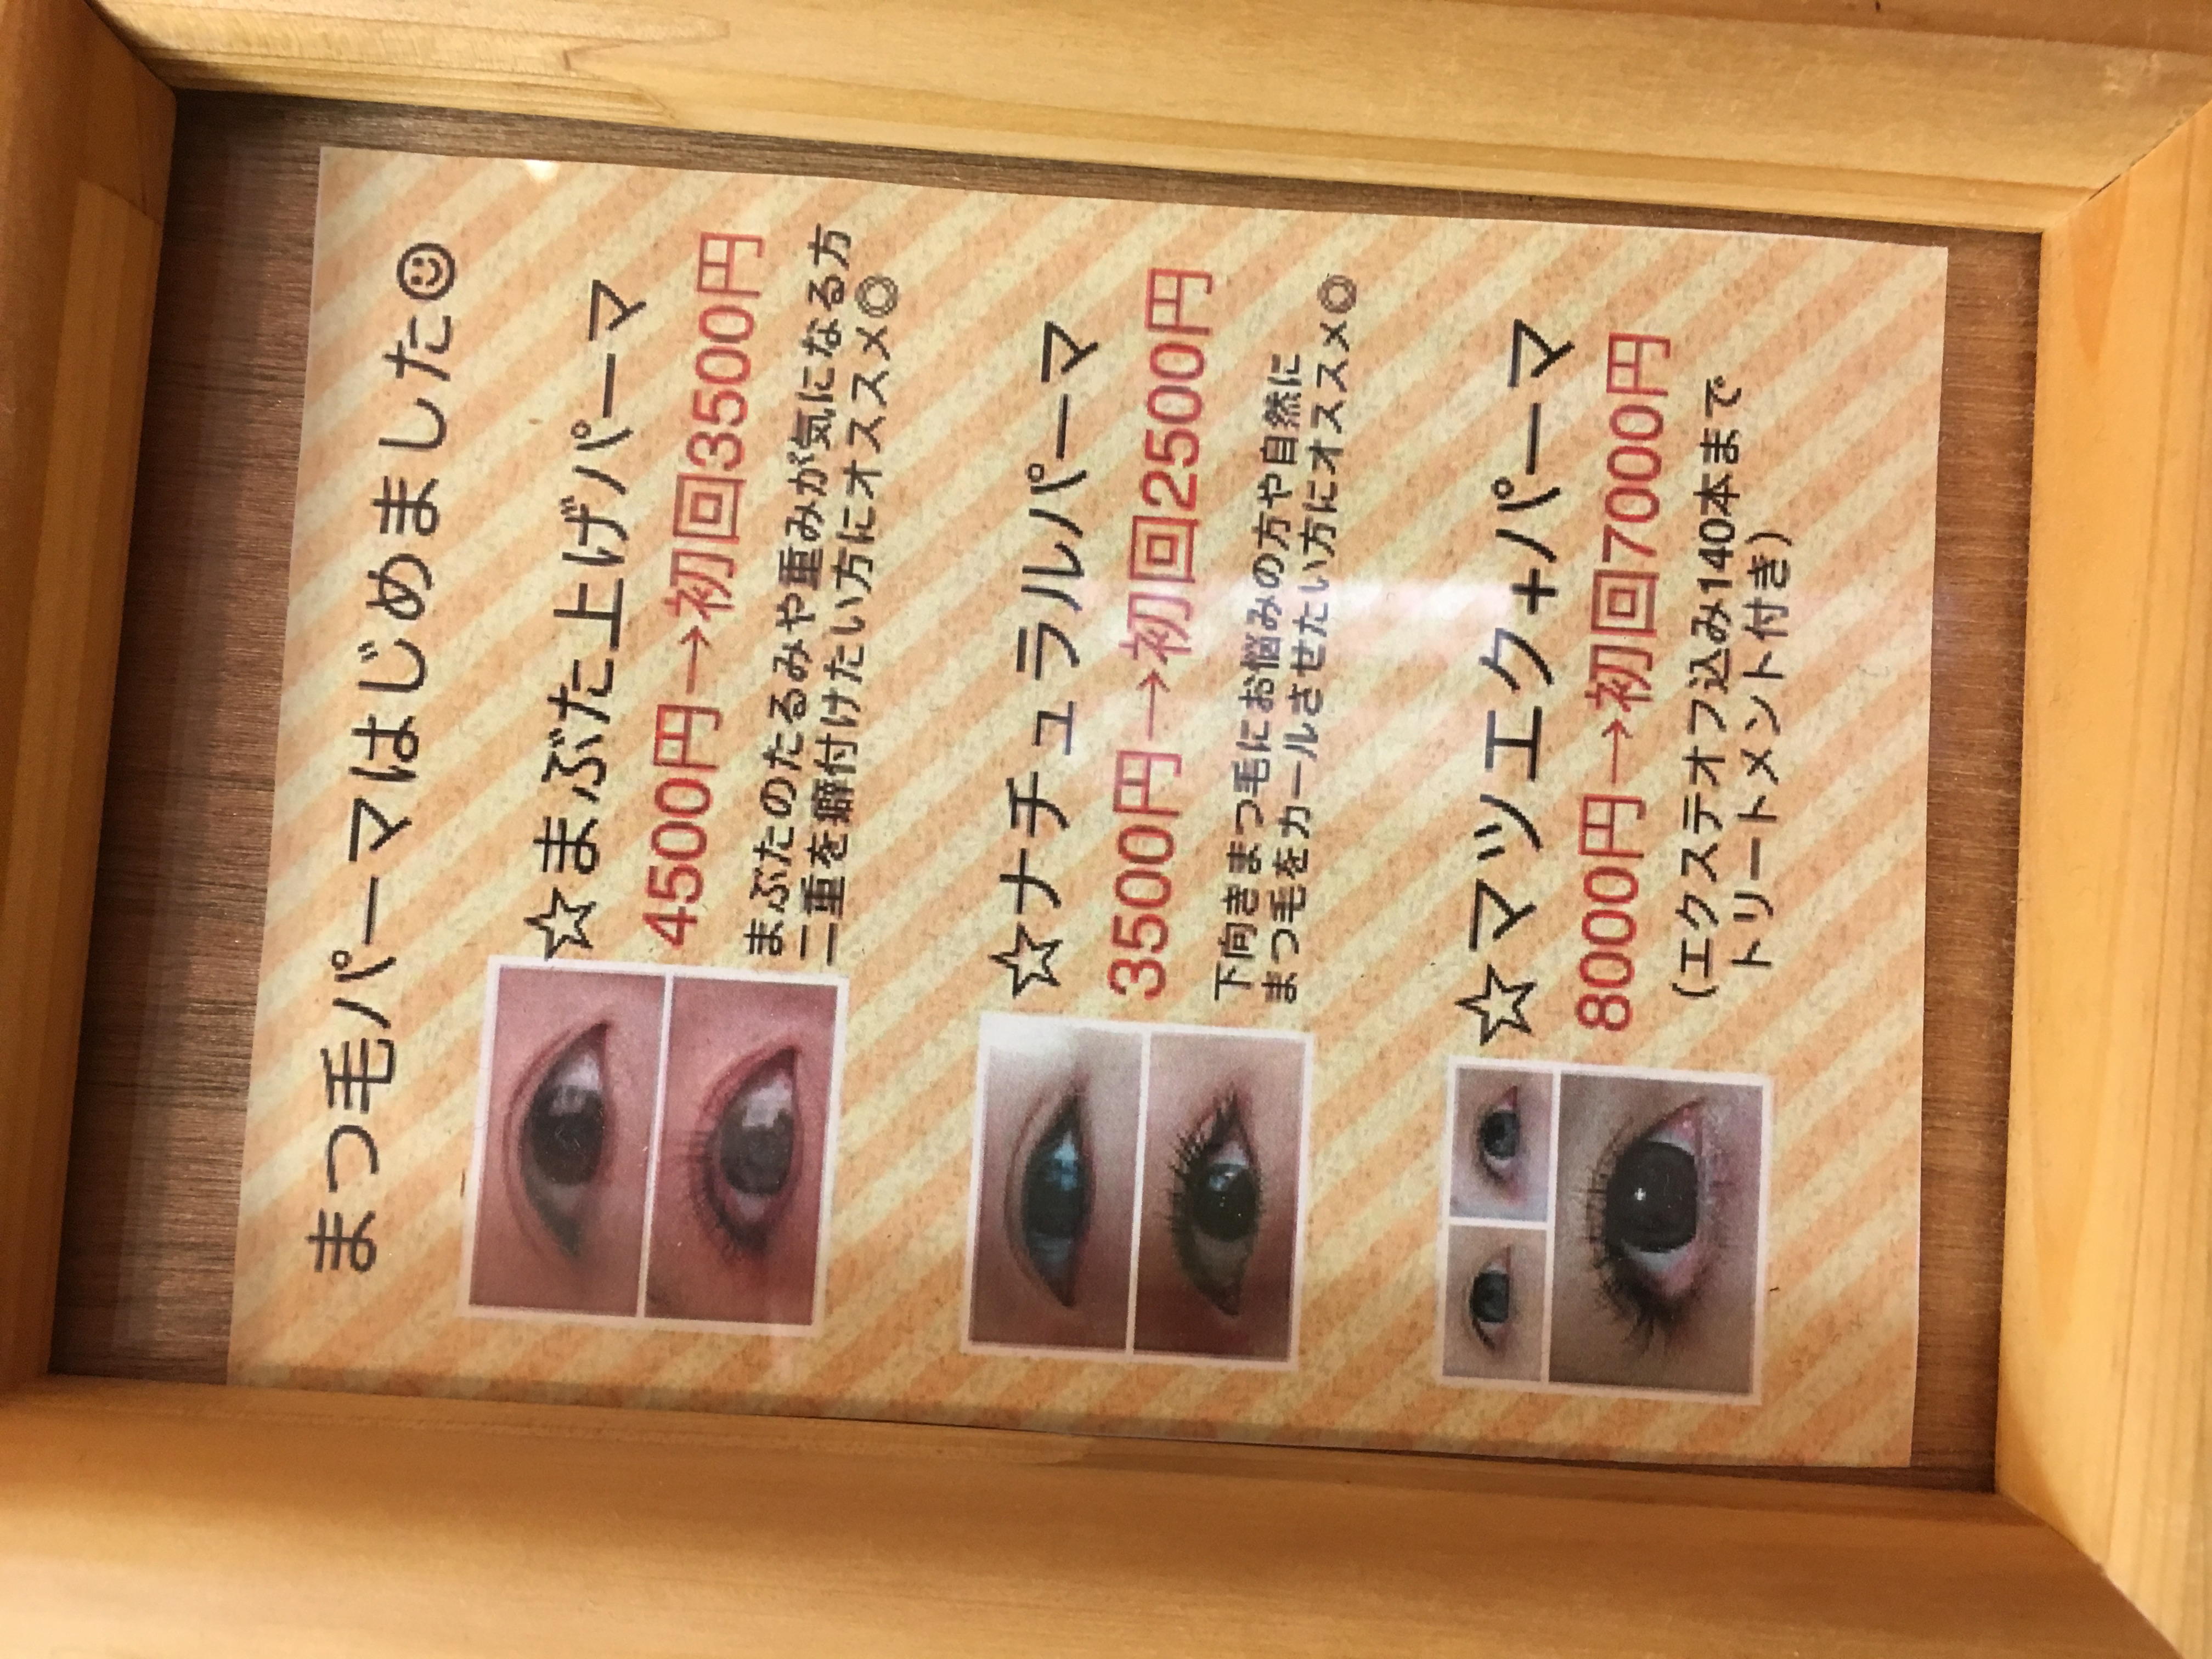 まつ毛パーマはじめました☺
☆まぶた上げパーマ
4500円→初回3500円
まぶたのたるみや重みが気になる方
二重を癖付けたい方にオススメ◎
☆ナチュラルパーマ
3500円→初回2500円
下向きまつ毛にお悩みの方や自然に
まつ毛をカールさせたい方にオススメ◎
☆マツエク+パーマ
8000円→初回7000円
(エクステオフ込み140本まで
トリートメント付き)